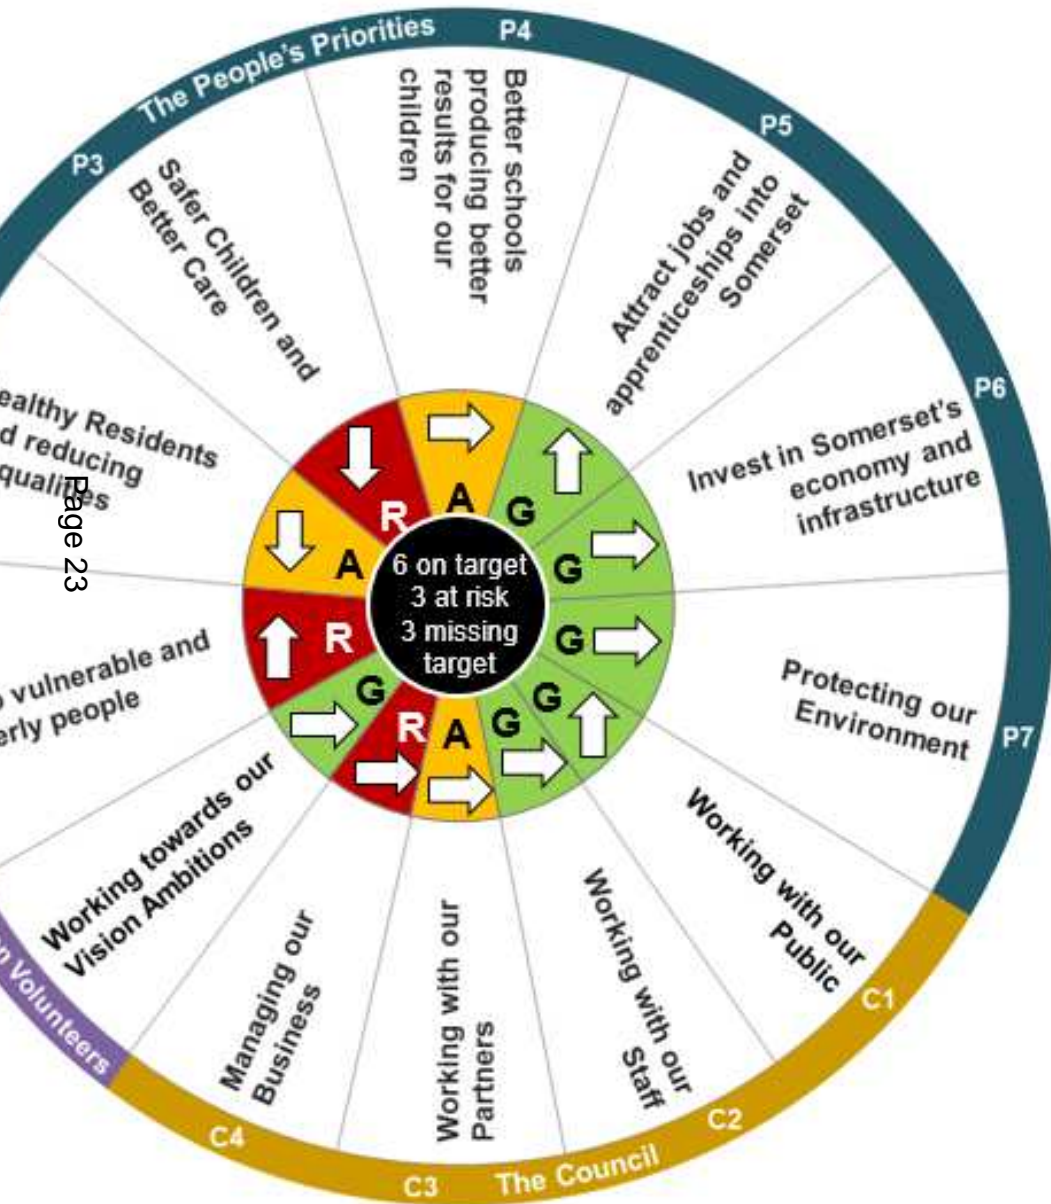 The People's Priorities
P3
P4
P5
P6
P7
Safer Children and
Better Care
Better schools
producing better
results for our
children
Attract jobs and
apprenticeships into
Somerset
Invest in Somerset's
economy and
infrastructure
Protecting our
Environment
Working with our
Public
C1
Working with our
Staff
C2
The Council
Working with our
Partners
C3
Managing our
Business
C4
Working towards our
Vision Ambitions
Volunteers
vulnerable and
people
Residents
reducing
Page 23
R
A
G
G
G
G
G
A
R
G
R
A
6 on target
3 at risk
3 missing
target